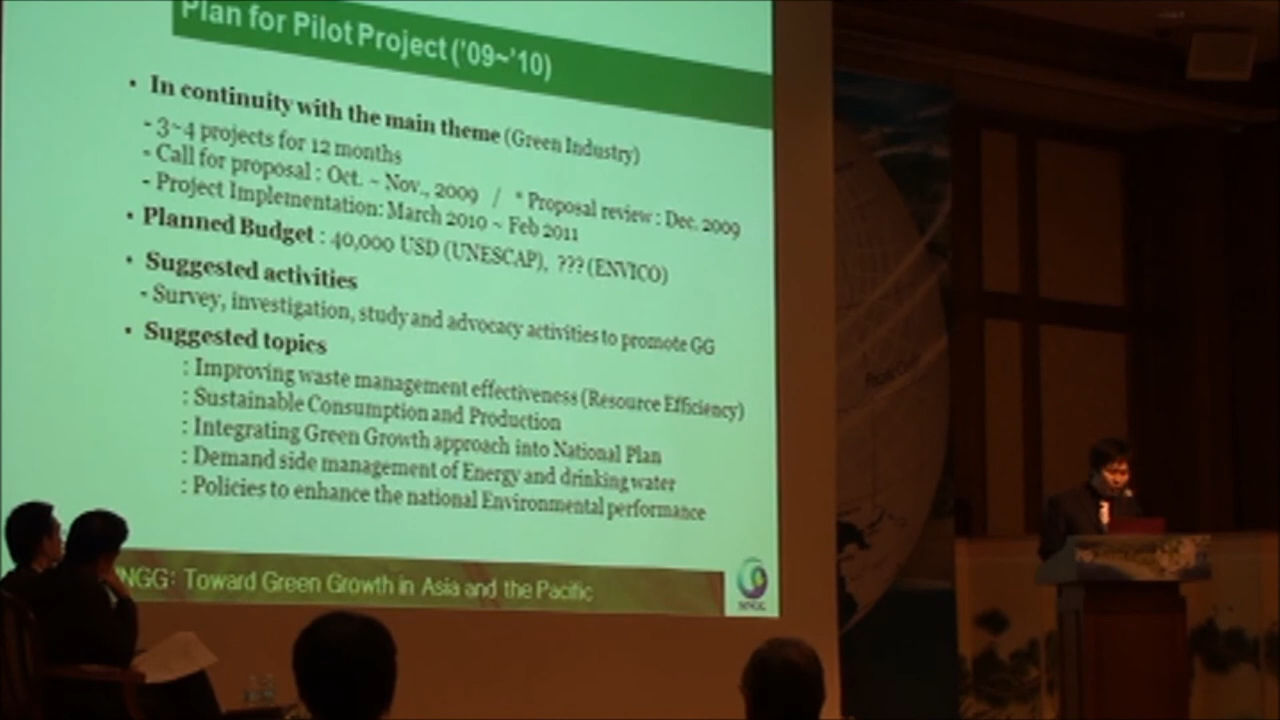 Plan for Pilot Project ('09~'10)
• In continuity with the main theme (Green Industry)
- 3~4 projects for 12 months
- Call for proposal : Oct. ~ Nov., 2009 / * Proposal review : Dec. 2009
- Project Implementation: March 2010 ~ Feb 2011
• Planned Budget : 40,000 USD (UNESCAP), ??? (ENVICO)
• Suggested activities
- Survey, investigation, study and advocacy activities to promote GG
• Suggested topics
: Improving waste management effectiveness (Resource Efficiency)
: Sustainable Consumption and Production
: Integrating Green Growth approach into National Plan
: Demand side management of Energy and drinking water
: Policies to enhance the national Environmental performance
NGG: Toward Green Growth in Asia and the Pacific